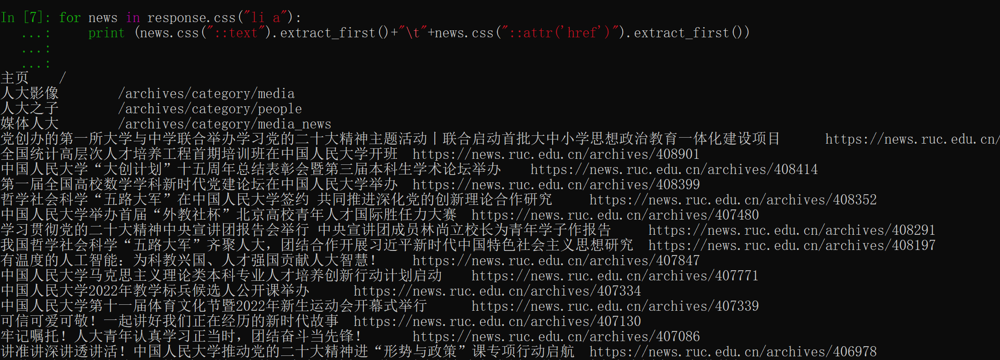 In [7]: for news in response.css("li a"):
   ...:     print (news.css("::text").extract_first()+"\t"+news.css("::attr('href')").extract_first())
   ...:
   ...:
主页    /
人大影像        /archives/category/media
人大之子        /archives/category/people
媒体人大        /archives/category/media_news
党创办的第一所大学与中学联合举办学习党的二十大精神主题活动丨联合启动首批大中小学思想政治教育一体化建设项目      https://news.ruc.edu.cn/
全国统计高层次人才培养工程首期培训班在中国人民大学开班  https://news.ruc.edu.cn/archives/408901
中国人民大学“大创计划”十五周年总结表彰会暨第三届本科生学术论坛举办    https://news.ruc.edu.cn/archives/408414
第一届全国高校数学学科新时代党建论坛在中国人民大学举办  https://news.ruc.edu.cn/archives/408399
哲学社会科学“五路大军”在中国人民大学签约 共同推进深化党的创新理论合作研究     https://news.ruc.edu.cn/archives/408352
中国人民大学举办首届“外教社杯”北京高校青年人才国际胜任力大赛  https://news.ruc.edu.cn/archives/407480
学习贯彻党的二十大精神中央宣讲团报告会举行 中央宣讲团成员林尚立校长为青年学子作报告     https://news.ruc.edu.cn/archives/408291
我国哲学社会科学“五路大军”齐聚人大，团结合作开展习近平新时代中国特色社会主义思想研究  https://news.ruc.edu.cn/archives/408197
有温度的人工智能：为科教兴国、人才强国贡献人大智慧！    https://news.ruc.edu.cn/archives/407847
中国人民大学马克思主义理论类本科专业人才培养创新行动计划启动    https://news.ruc.edu.cn/archives/407771
中国人民大学2022年教学标兵候选人公开课举办      https://news.ruc.edu.cn/archives/407334
中国人民大学第十一届体育文化节暨2022年新生运动会开幕式举行      https://news.ruc.edu.cn/archives/407339
可信可爱可敬！一起讲好我们正在经历的新时代故事  https://news.ruc.edu.cn/archives/407130
牢记嘱托！人大青年认真学习正当时，团结奋斗当先锋！      https://news.ruc.edu.cn/archives/407086
讲准讲深讲透讲活！中国人民大学推动党的二十大精神进“形势与政策”课专项行动启航  https://news.ruc.edu.cn/archives/406978